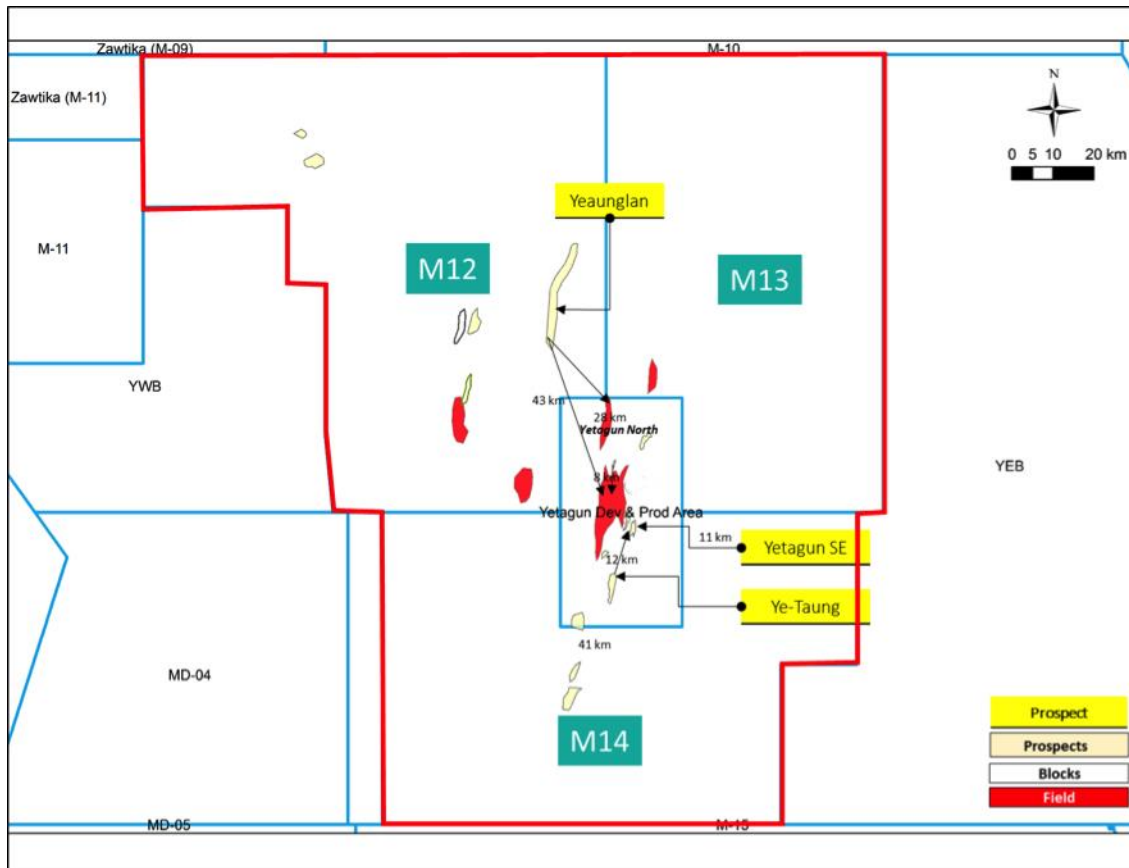 Zawtika (M-09)
M-10
Zawtika (M-11)
N
0 5 10 20 km
Yeaunglan
M-11
M12
M13
YWB
43 km
28 km
Yetagun North
YEB
8 km
Yetagun Dev & Prod Area
11 km
Yetagun SE
12 km
Ye-Taung
41 km
MD-04
M14
Prospect
Prospects
Blocks
Field
MD-05
M-15